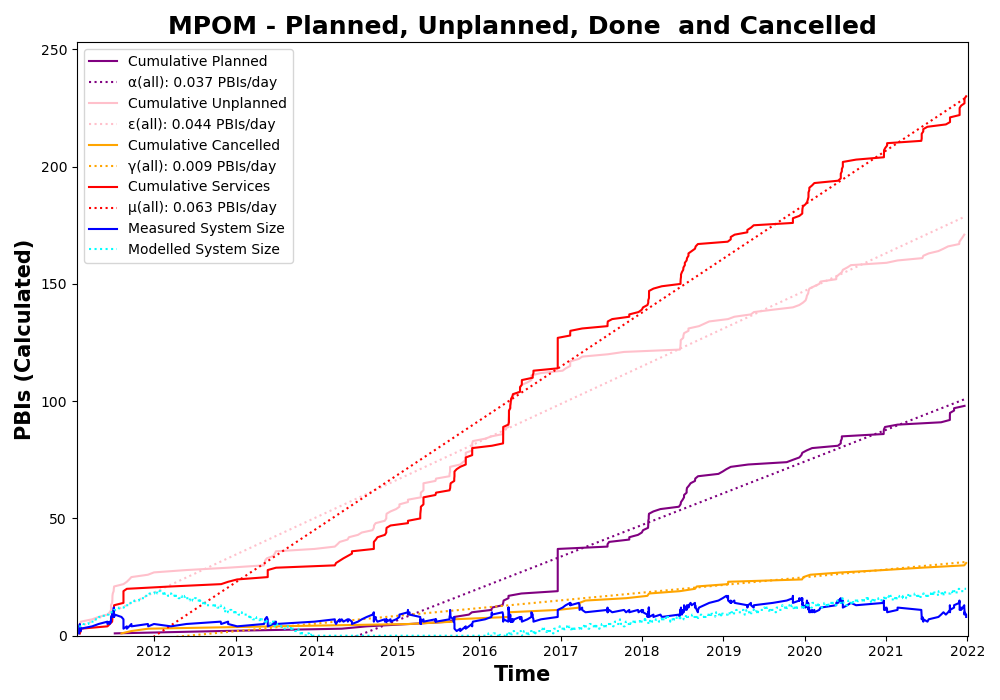 MPOM - Planned, Unplanned, Done  and Cancelled
PBIs (Calculated)
250
200
150
100
50
0
Cumulative Planned
α(all): 0.037 PBIs/day
Cumulative Unplanned
ε(all): 0.044 PBIs/day
Cumulative Cancelled
γ(all): 0.009 PBIs/day
Cumulative Services
μ(all): 0.063 PBIs/day
Measured System Size
Modelled System Size
2012 2013 2014 2015 2016 2017 2018 2019 2020 2021 2022
Time